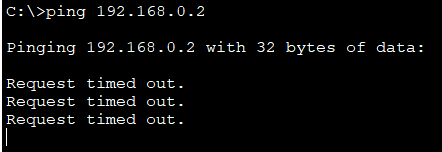 C:\>ping 192.168.0.2
Pinging 192.168.0.2 with 32 bytes of data:
Request timed out.
Request timed out.
Request timed out.